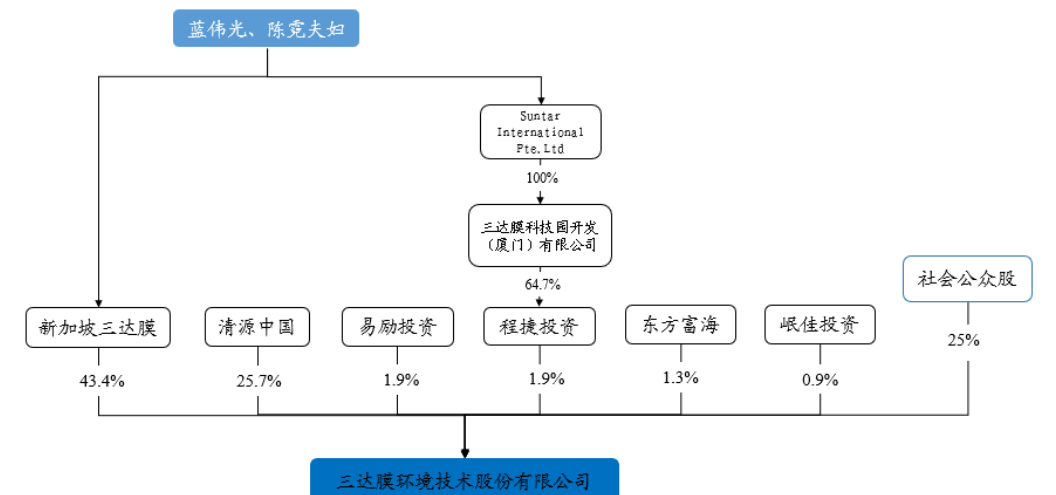 蓝伟光、陈霓夫妇
Suntar
International
Pte.Ltd
100%
三达膜科技园开发
（厦门）有限公司
64.7%
社会公众股
新加坡三达膜
清源中国
易励投资
程捷投资
东方富海
岷佳投资
25%
43.4%
25.7%
1.9%
1.9%
1.3%
0.9%
三达膜环境技术股份有限公司